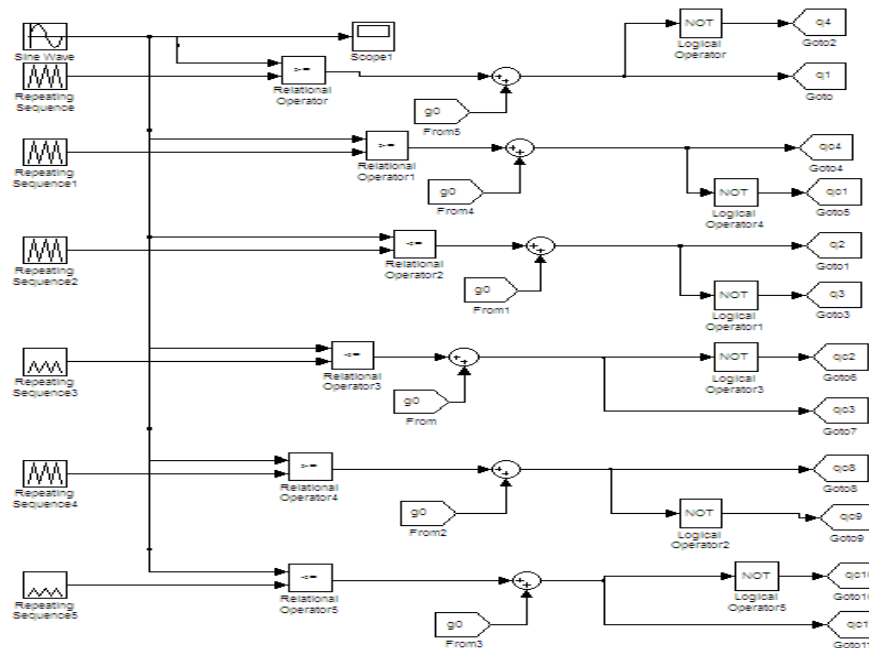 NOT
q4
Sine Wave
Scope1
Logical
Operator
Goto2
>=
q1
Repeating
Sequence
Relational
Operator
g0
Goto
From5
>=
qc4
Repeating
Sequence1
Relational
Operator1
Goto4
g0
NOT
qc1
From4
Logical
Operator4
Goto5
<=
q2
Repeating
Sequence2
Relational
Operator2
Goto1
g0
NOT
q3
From1
Logical
Operator1
Goto3
<=
NOT
qc2
Repeating
Sequence3
Relational
Operator3
Logical
Operator3
Goto6
g0
qc3
From
Goto7
>=
qc8
Repeating
Sequence4
Relational
Operator4
Goto8
g0
NOT
qc9
From2
Logical
Operator2
Goto9
<=
NOT
qc10
Repeating
Sequence5
Relational
Operator5
Logical
Operator5
Goto10
g0
From3